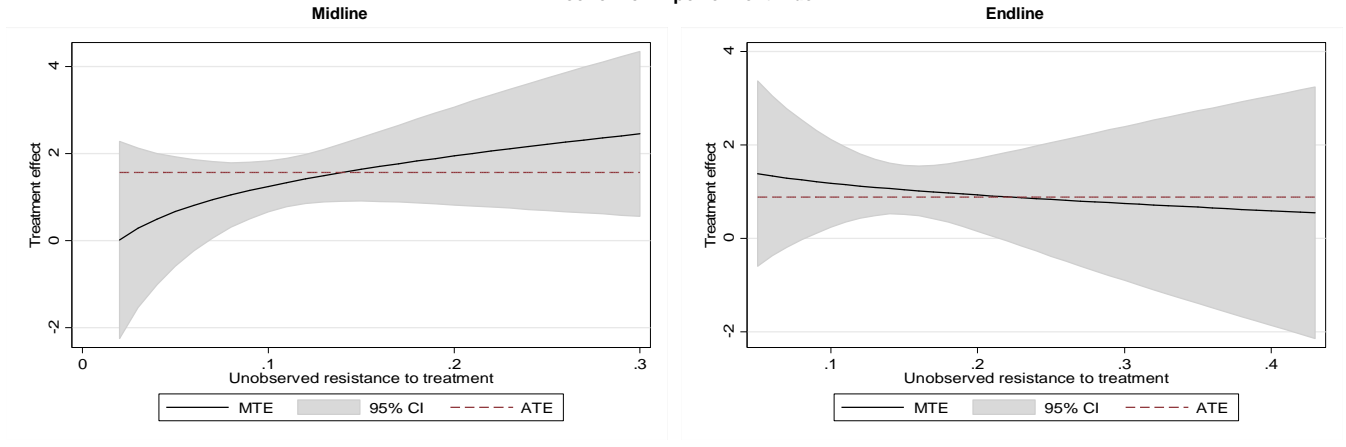 Midline
Endline
Treatment effect
4
2
0
-2
0
.1
.2
.3
Unobserved resistance to treatment
MTE
95% CI
ATE
Treatment effect
4
2
0
-2
.1
.2
.3
.4
Unobserved resistance to treatment
MTE
95% CI
ATE